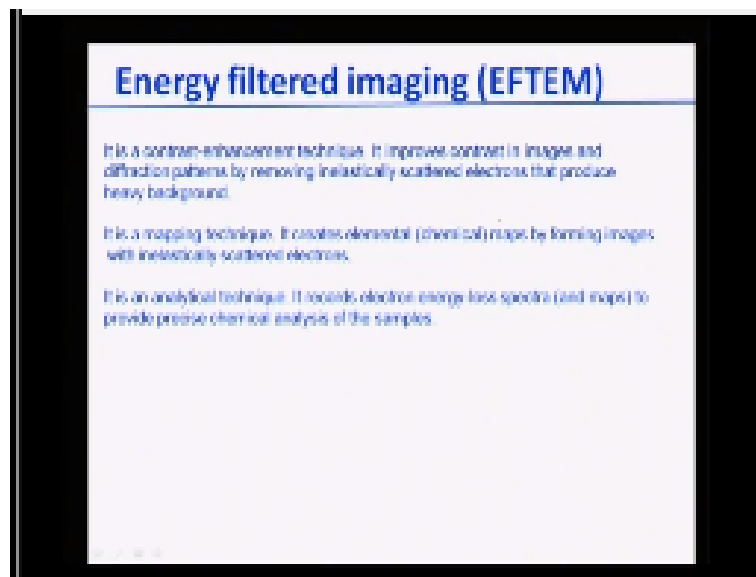 Energy filtered imaging (EFTEM)
It is a contrast-enhancement technique. It improves contrast in images and
diffraction patterns by removing inelastically scattered electrons that produce
heavy background.
It is a mapping technique. It creates elemental (chemical) maps by forming images
with inelastically scattered electrons.
It is an analytical technique. It records electron energy-loss spectra (and maps) to
provide precise chemical analysis of the samples.